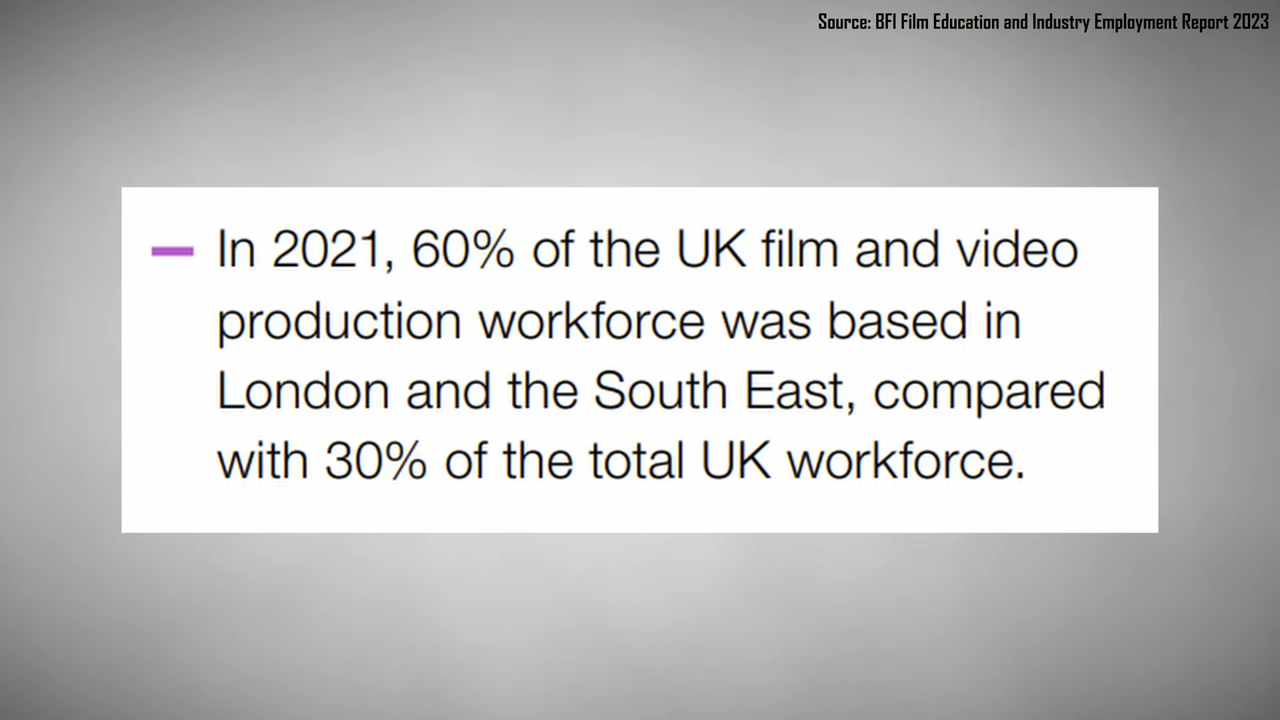 Source: BFI Film Education and Industry Employment Report 2023
In 2021, 60% of the UK film and video
production workforce was based in
London and the South East, compared
with 30% of the total UK workforce.